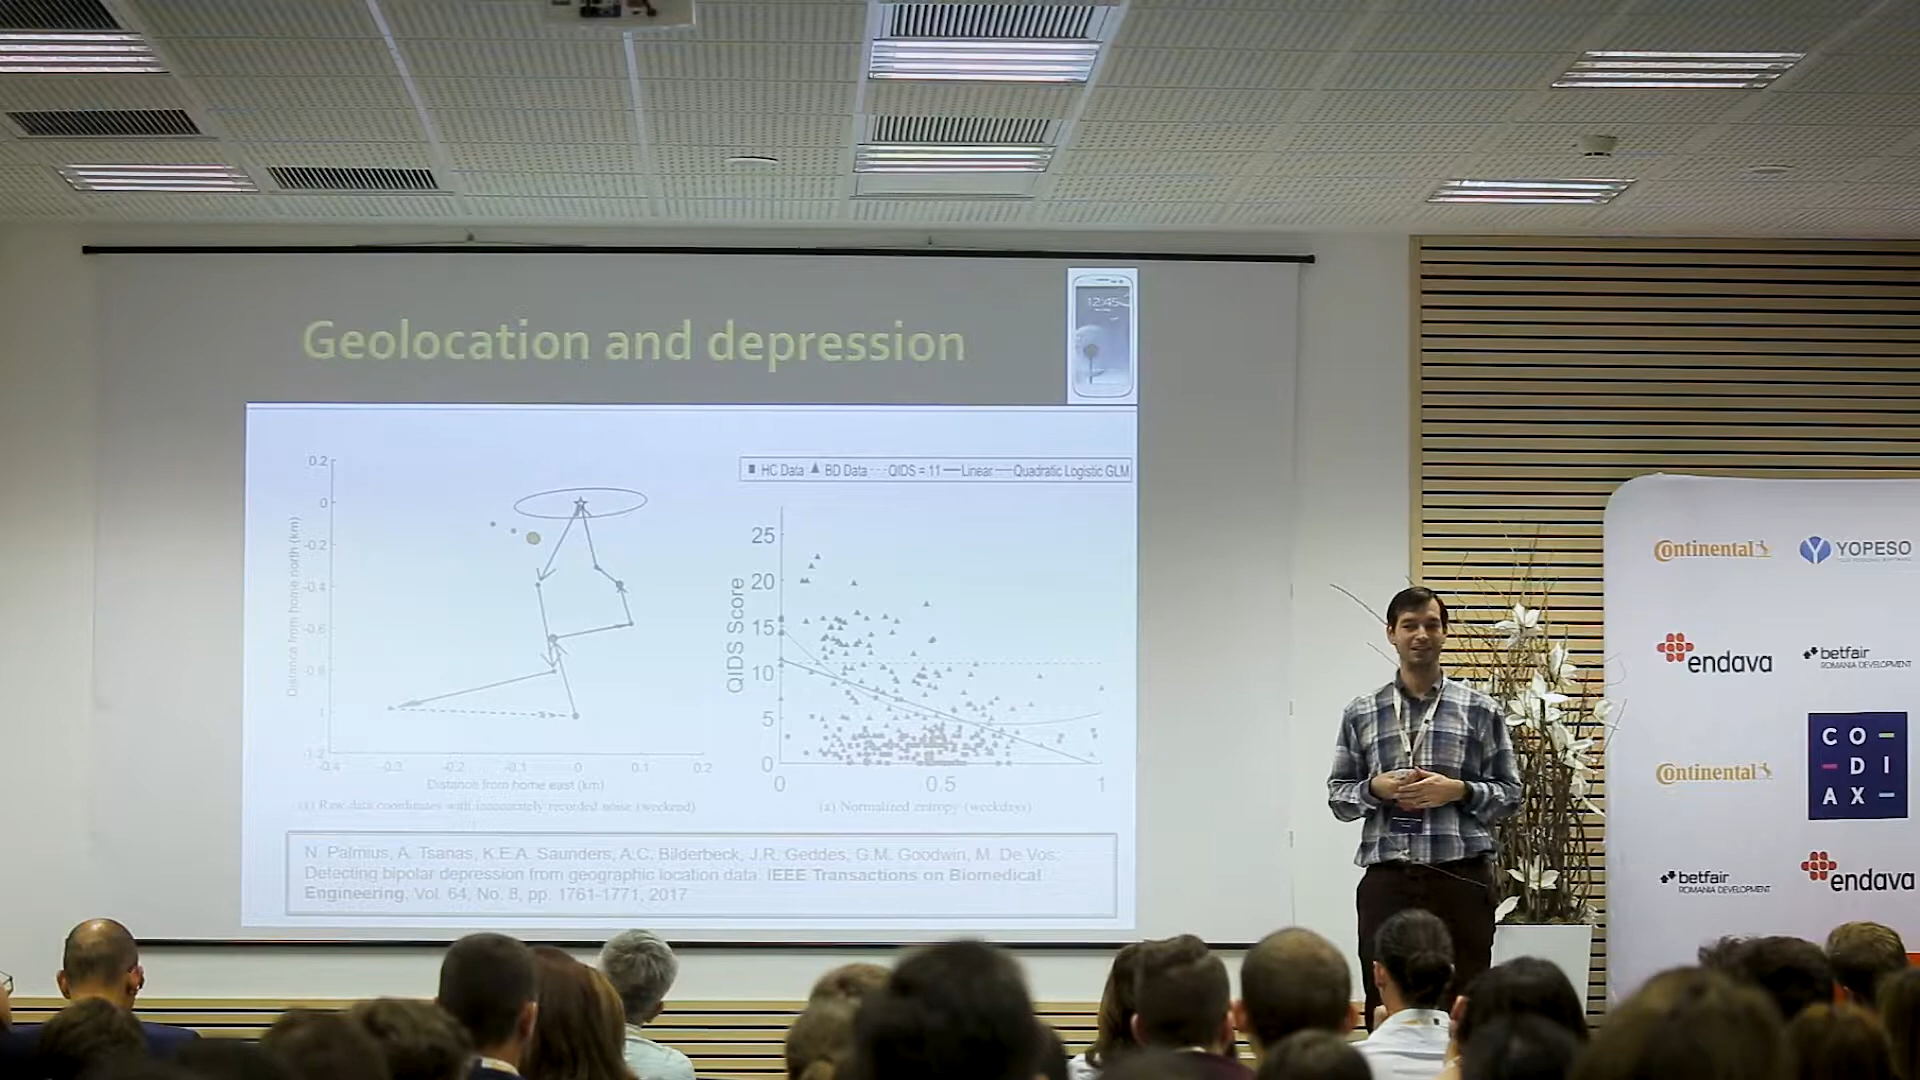 Geolocation and depression
12:45
HC Data BD Data QIDS = 11 Linear Quadratic Logistic GLM
0.2
0
-0.2
-0.4
-0.6
-0.8
-1.2
-0.4
-0.3
-0.2
-0.1
0
0.1
0.2
Distance from home north (km)
Distance from home east (km)
Raw data coordinates with inaccurately recorded noise (weekend)
QIDS Score
25
20
15
10
5
0
0
0.5
1
Normalized entropy (weekdays)
N. Palmius, A. Tsanas, K.E.A. Saunders, A.C. Bilderbeck, J.R. Geddes, G.M. Goodwin, M. De Vos:
Detecting bipolar depression from geographic location data. IEEE Transactions on Biomedical
Engineering, Vol. 64, No. 8, pp. 1761-1771, 2017
Continental
YOPESO
endava
betfair
ROMANIA DEVELOPMENT
Continental
CO
DI
AX
betfair
ROMANIA DEVELOPMENT
endava